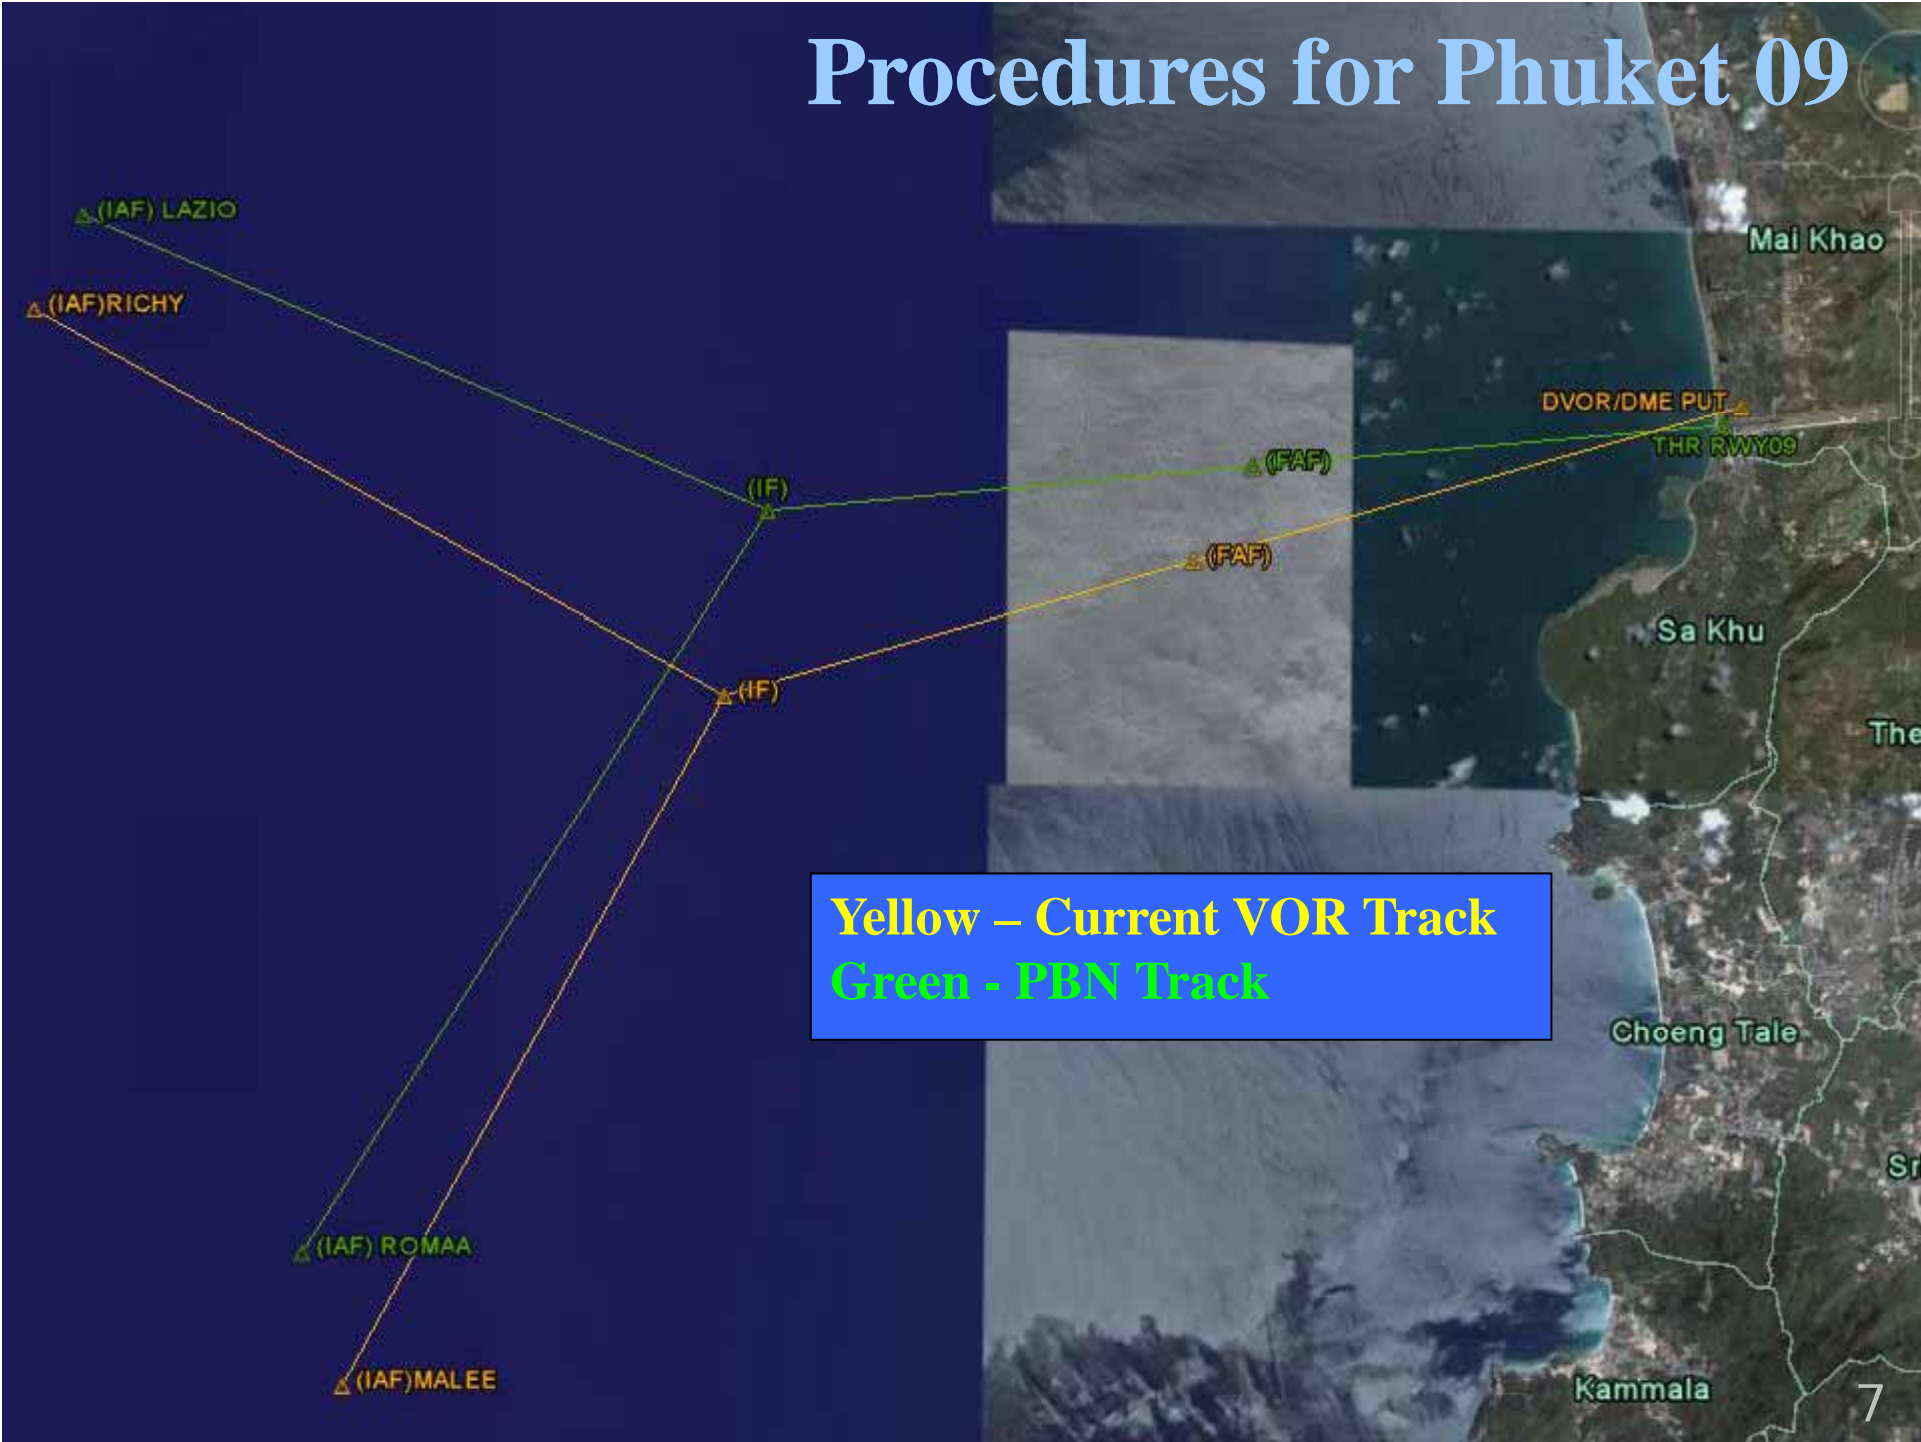 Procedures for Phuket 09
(IAF) LAZIO
Mai Khao
(IAF)RICHY
DVOR/DME PUT
THR RWY09
(FAF)
(IF)
(FAF)
Sa Khu
(IF)
The
Yellow – Current VOR Track
Green - PBN Track
Choeng Tale
Sr
(IAF) ROMAA
(IAF)MALEE
Kammala
7